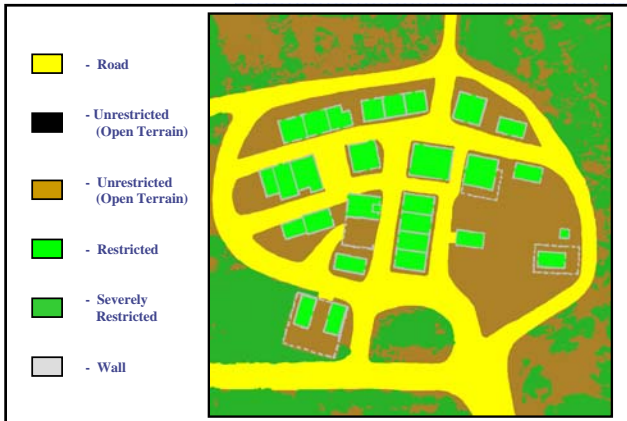 - Road
- Unrestricted
(Open Terrain)
- Unrestricted
(Open Terrain)
- Restricted
- Severely
Restricted
- Wall